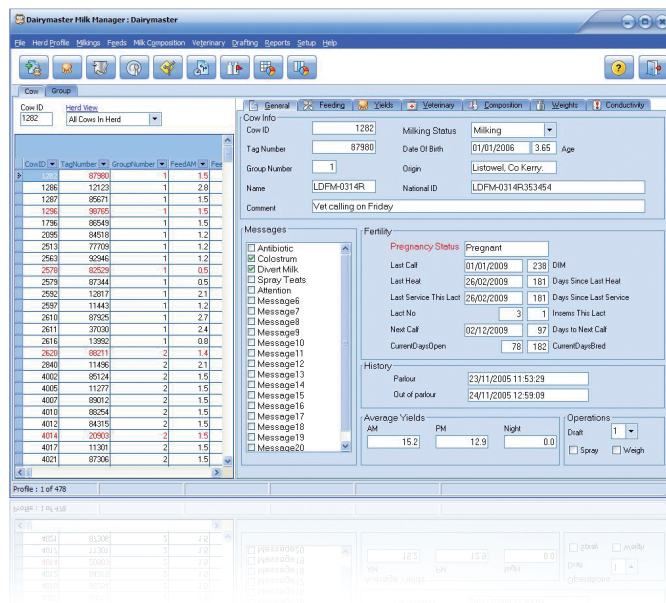 Dairymaster Milk Manager : Dairymaster
File Herd Profile Milkings Feeds Milk Composition Veterinary Drafting Reports Setup Help
Cow Group
Cow ID Herd View
1282 All Cows In Herd
CowID TagNumber GroupNumber FeedAM Fee
1282 87980 1 1.5
1286 12123 1 2.8
1287 85671 1 1.5
1296 98765 1 1.5
1796 86549 1 1.5
2095 84518 1 1.2
2513 77709 1 1.2
2563 92946 1 1.2
2578 82529 1 0.5
2579 87344 1 0.5
2592 12817 1 2.1
2597 11443 1 1.2
2610 87925 1 2.7
2611 37030 1 2.4
2616 13992 1 0.8
2620 88211 2 1.4
2840 11496 2 2.1
4002 85124 2 1.5
4005 11277 2 1.5
4007 89012 2 1.5
4010 88254 2 1.5
4012 84315 2 1.5
4014 20903 2 1.5
4017 11301 2 1.5
4021 87306 2 1.5
General Feeding Yields Veterinary Composition Weights Conductivity
Cow Info
Cow ID 1282 Milking Status Milking
Tag Number 87980 Date Of Birth 01/01/2006 3.65 Age
Group Number 1 Origin Listowel, Co Kerry.
Name LDFM-0314R National ID LDFM-0314R353454
Comment Vet calling on Friday
Messages
Antibiotic
Colostrum
Divert Milk
Spray Teats
Attention
Message6
Message7
Message8
Message9
Message10
Message11
Message12
Message13
Message14
Message15
Message16
Message17
Message18
Message19
Message20
Fertility
Pregnancy Status Pregnant
Last Calf 01/01/2009 238 DIM
Last Heat 26/02/2009 181 Days Since Last Heat
Last Service This Lact 26/02/2009 181 Days Since Last Service
Last No 3 1 Insems This Lact
Next Calf 02/12/2009 97 Days to Next Calf
CurrentDaysOpen 78 182 CurrentDaysBred
History
Parlour 23/11/2005 11:53:29
Out of parlour 24/11/2005 12:59:09
Average Yields
AM PM Night
15.2 12.9 0.0
Operations
Draft 1
Spray Weigh
Profile : 1 of 478